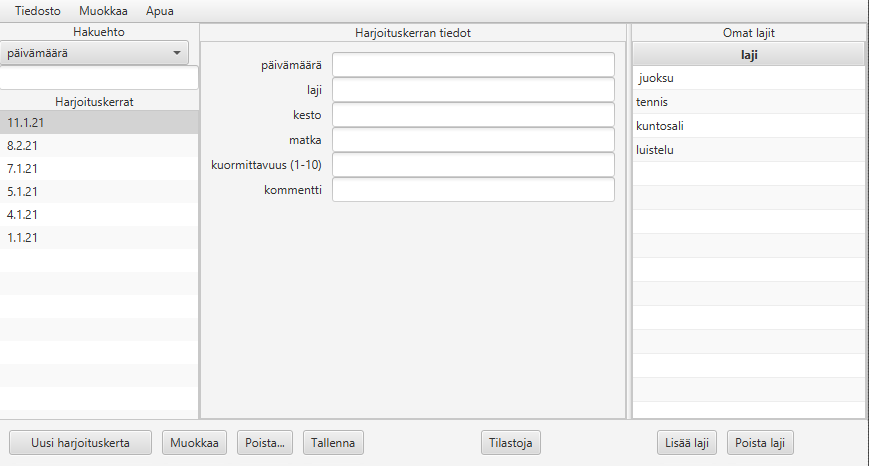 Tiedosto Muokkaa Apua
Hakuehto
päivämäärä
Harjoituskerrat
11.1.21
8.2.21
7.1.21
5.1.21
4.1.21
1.1.21
Harjoituskerran tiedot
päivämäärä
laji
kesto
matka
kuormittavuus (1-10)
kommentti
Omat lajit
laji
juoksu
tennis
kuntosali
luistelu
Uusi harjoituskerta Muokkaa Poista... Tallenna Tilastoja Lisää laji Poista laji